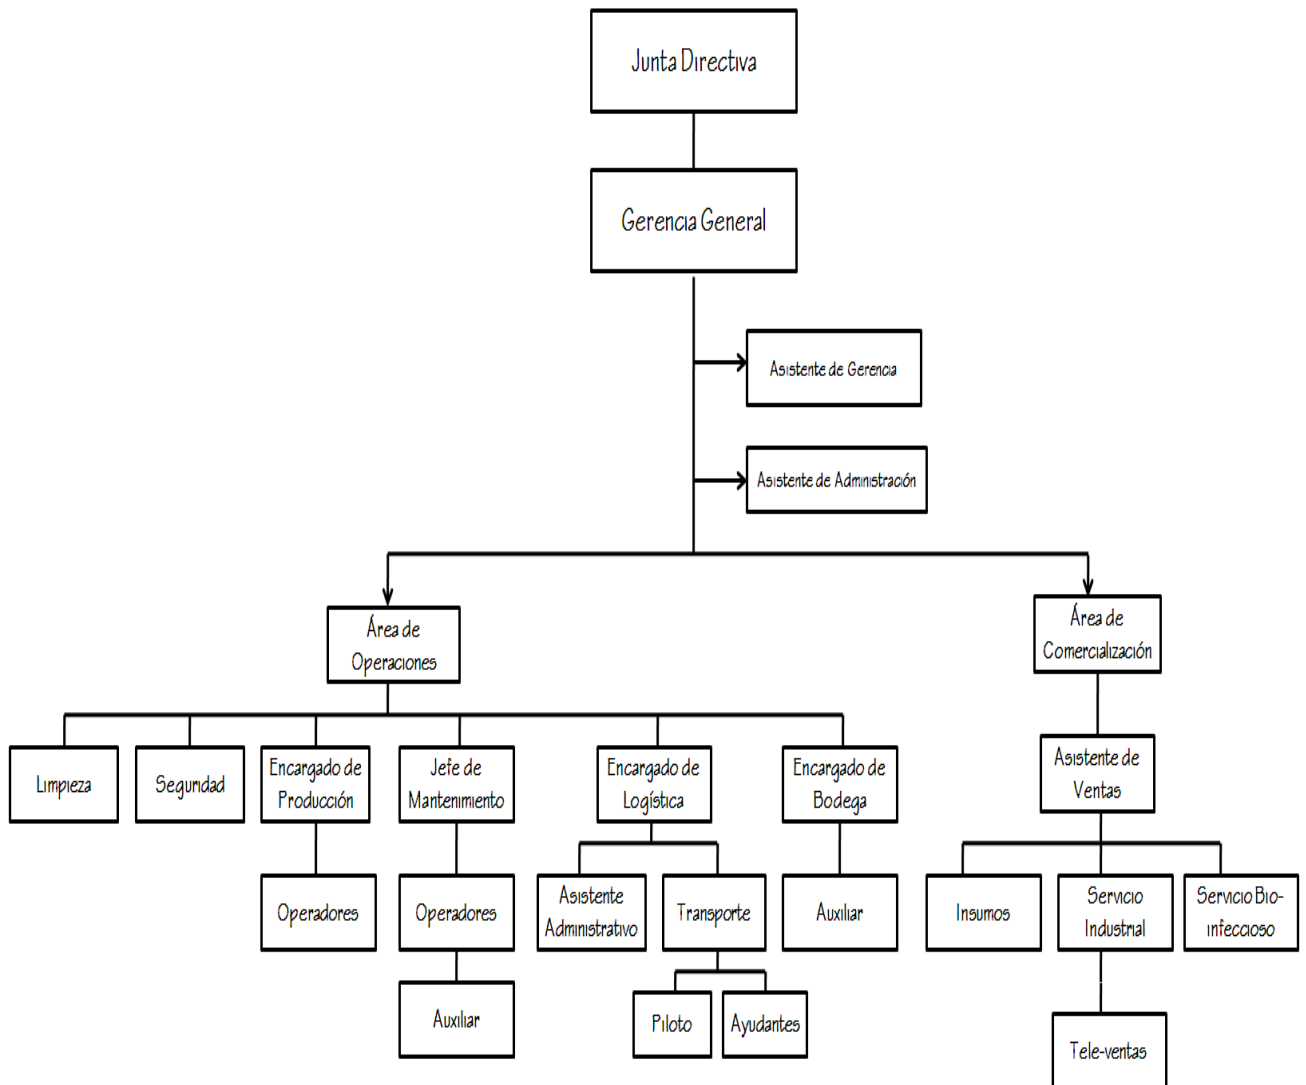 Junta Directiva
Gerencia General
Asistente de Gerencia
Asistente de Administración
Área de
Operaciones
Área de
Comercialización
Limpieza
Seguridad
Encargado de
Producción
Jefe de
Mantenimiento
Encargado de
Logística
Encargado de
Bodega
Asistente de
Ventas
Operadores
Operadores
Asistente
Administrativo
Transporte
Auxiliar
Insumos
Servicio
Industrial
Servicio Bio-
infeccioso
Auxiliar
Piloto
Ayudantes
Tele-ventas